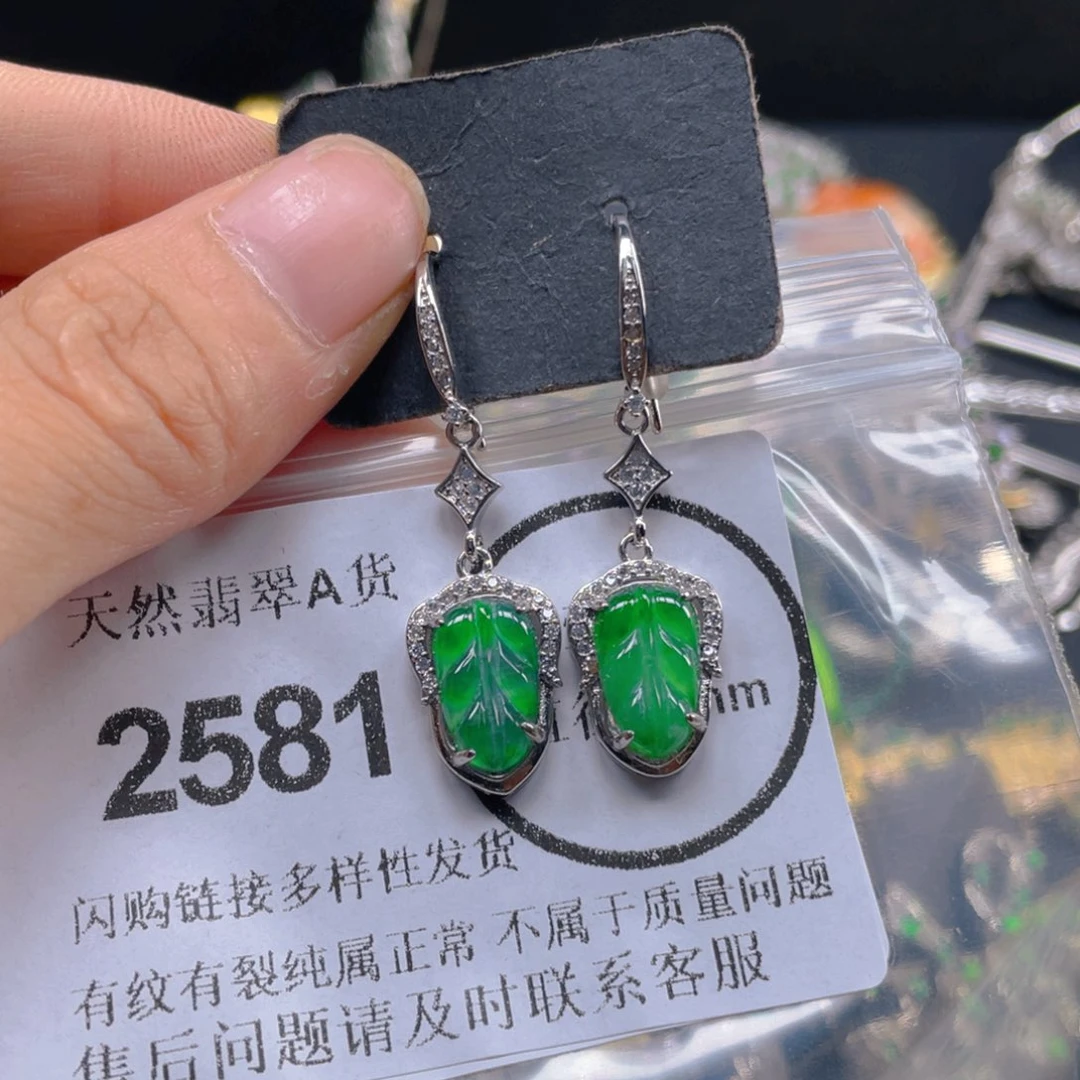 天然翡翠A货
2581
mm
闪购链接多样性发货
有纹有裂纯属正常 不属于质量问题
售后问题请及时联系客服